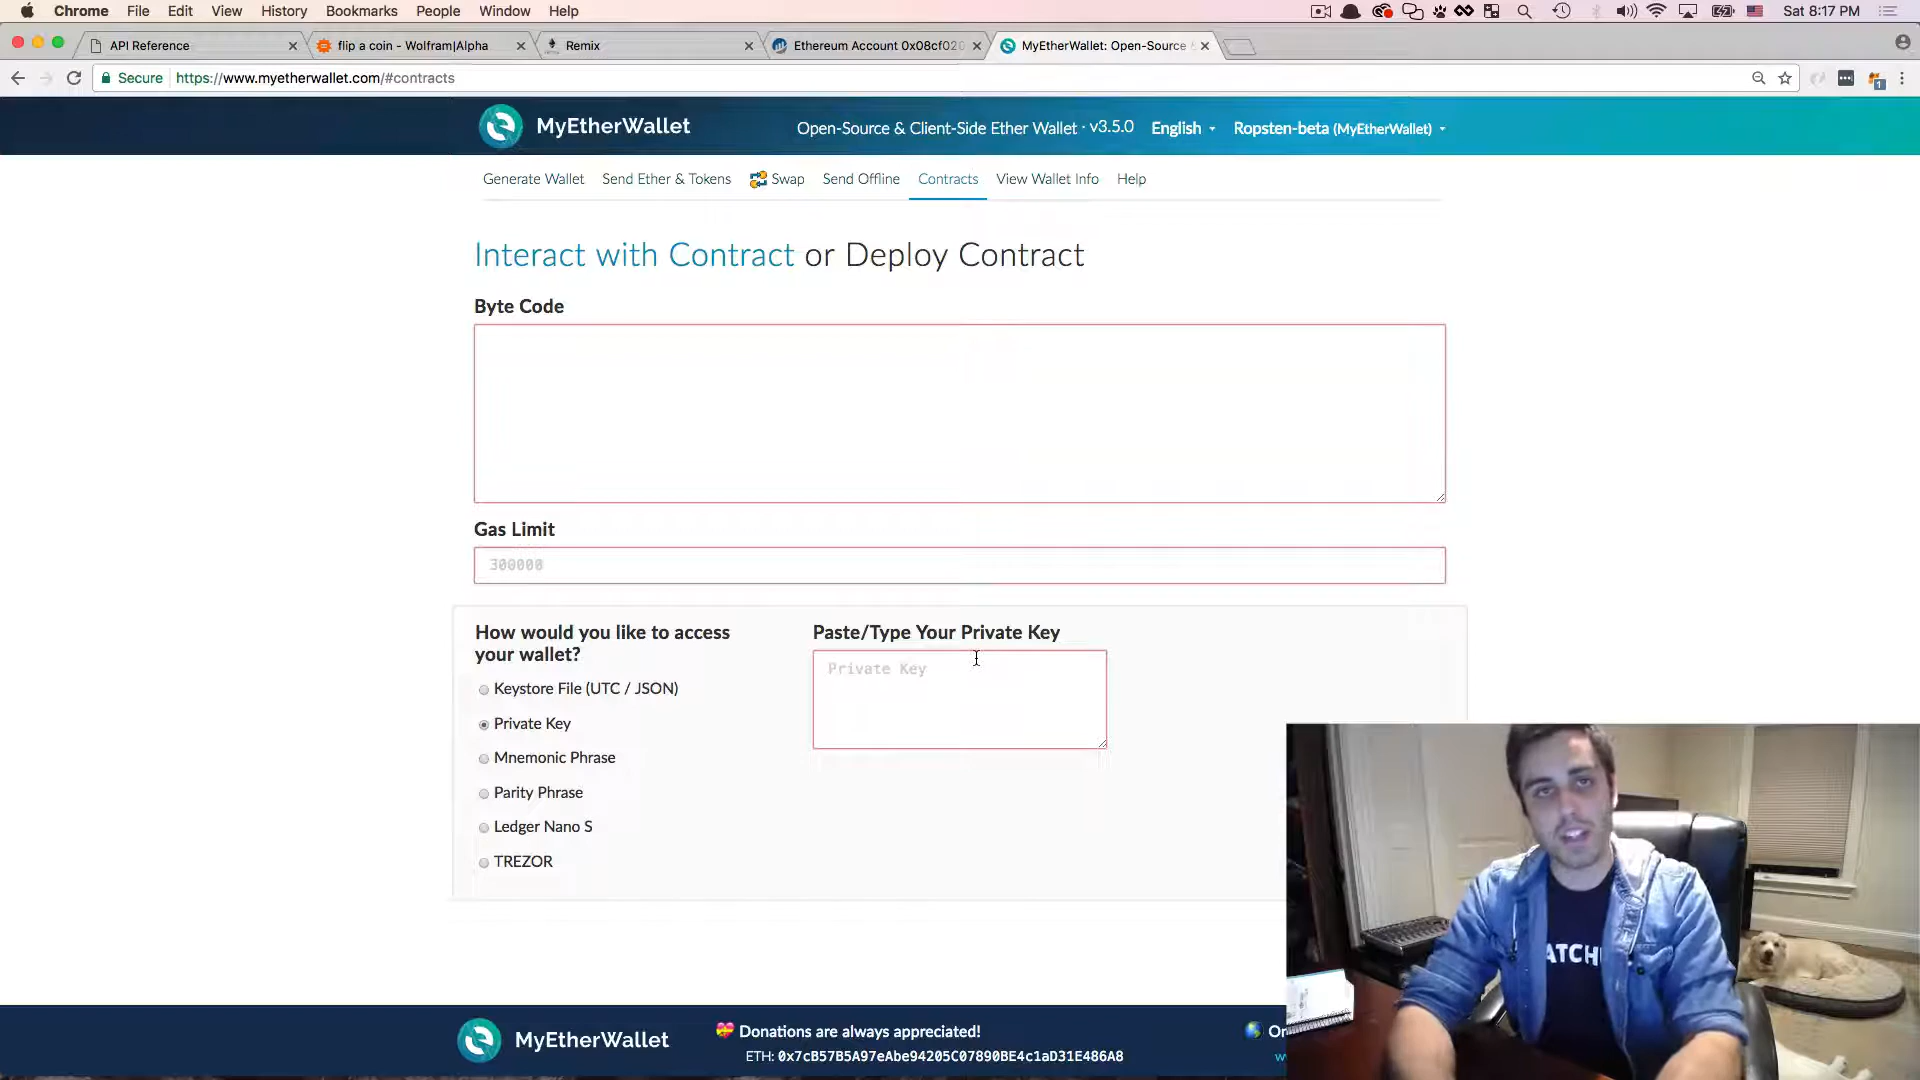 Chrome File Edit View History Bookmarks People Window Help Sat 8:17 PM
API Reference flip a coin - Wolfram|Alpha Remix Ethereum Account 0x08cf020 MyEtherWallet: Open-Source
Secure https://www.myetherwallet.com/#contracts
1
MyEtherWallet Open-Source & Client-Side Ether Wallet · v3.5.0 English Ropsten-beta (MyEtherWallet)
Generate Wallet Send Ether & Tokens Swap Send Offline Contracts View Wallet Info Help
Interact with Contract or Deploy Contract
Byte Code
Gas Limit
300000
How would you like to access
your wallet?
Paste/Type Your Private Key
Private Key
Keystore File (UTC / JSON)
Private Key
Mnemonic Phrase
Parity Phrase
Ledger Nano S
TREZOR
ATCH
MyEtherWallet
Donations are always appreciated!
ETH: 0x7cB57B5A97eAbe94205C07890BE4c1aD31E486A8